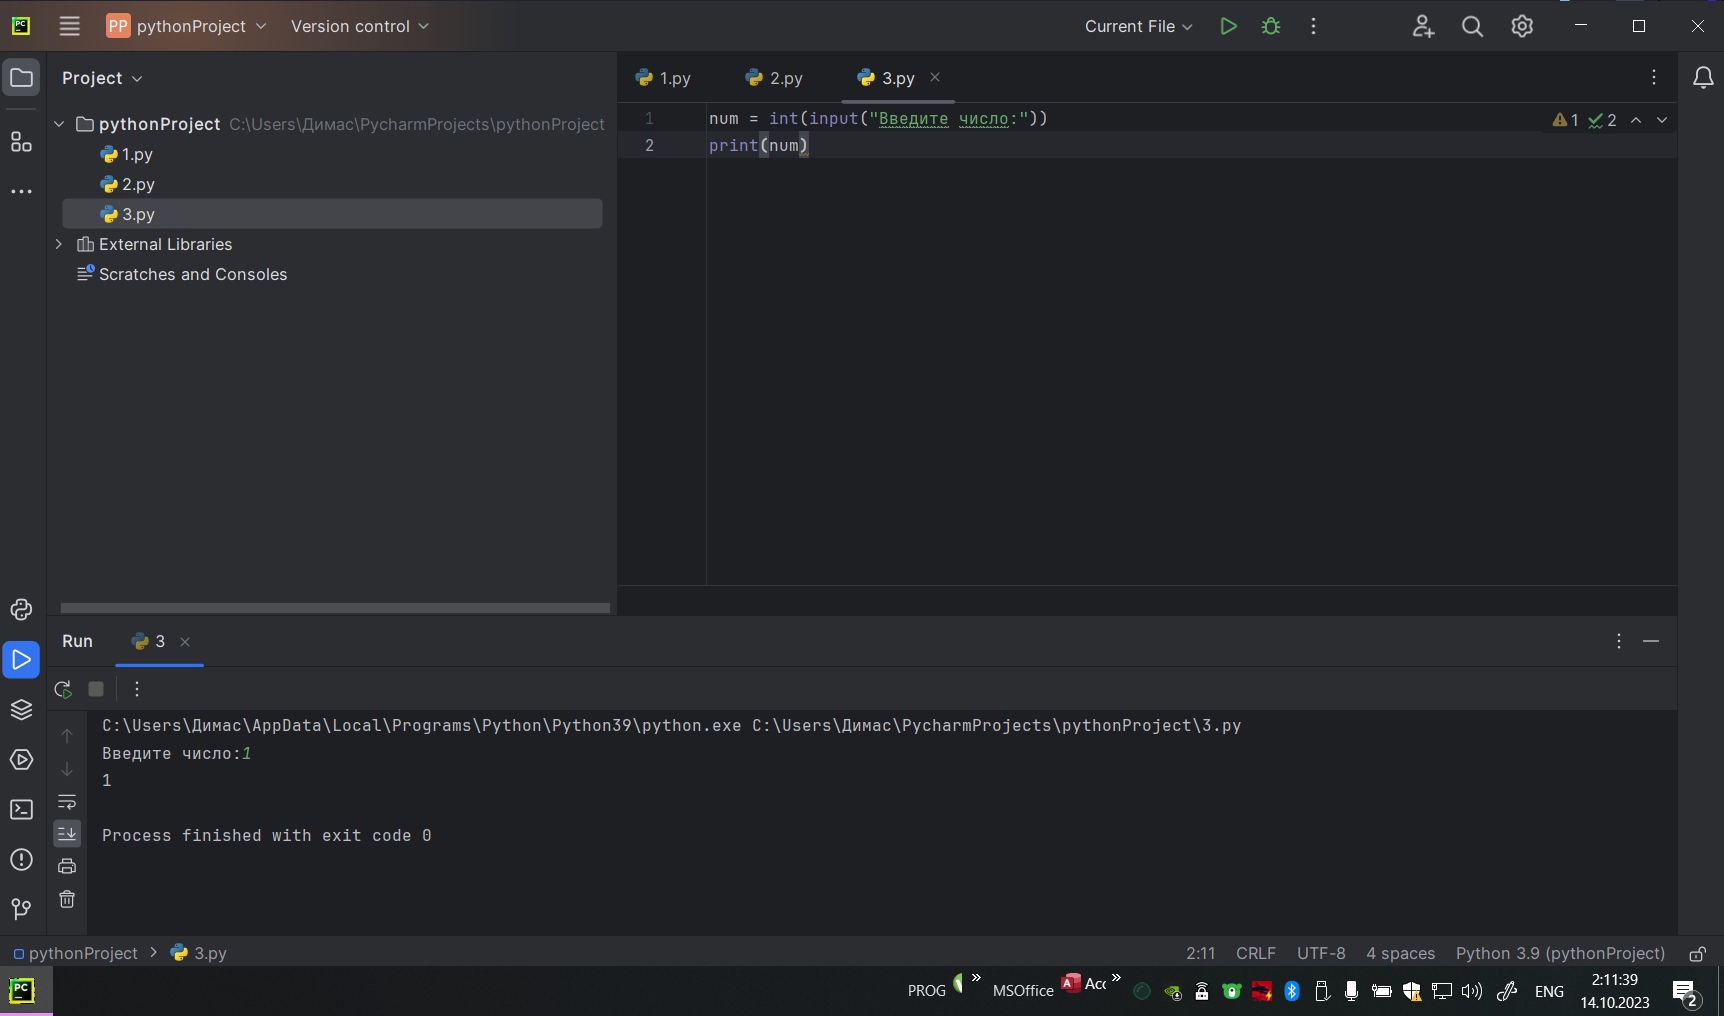 PC
PP pythonProject
Version control
Current File
Project
1.py
2.py
3.py
pythonProject C:\Users\Димас\PycharmProjects\pythonProject
1.py
2.py
3.py
External Libraries
Scratches and Consoles
1 num = int(input("Введите число:"))
2 print(num)
1 2
Run
3
C:\Users\Димас\AppData\Local\Programs\Python\Python39\python.exe C:\Users\Димас\PycharmProjects\pythonProject\3.py
Введите число:1
1
Process finished with exit code 0
pythonProject > 3.py
2:11 CRLF UTF-8 4 spaces Python 3.9 (pythonProject)
PC
PROG » MSOffice A Acc » ENG
2:11:39
14.10.2023
2